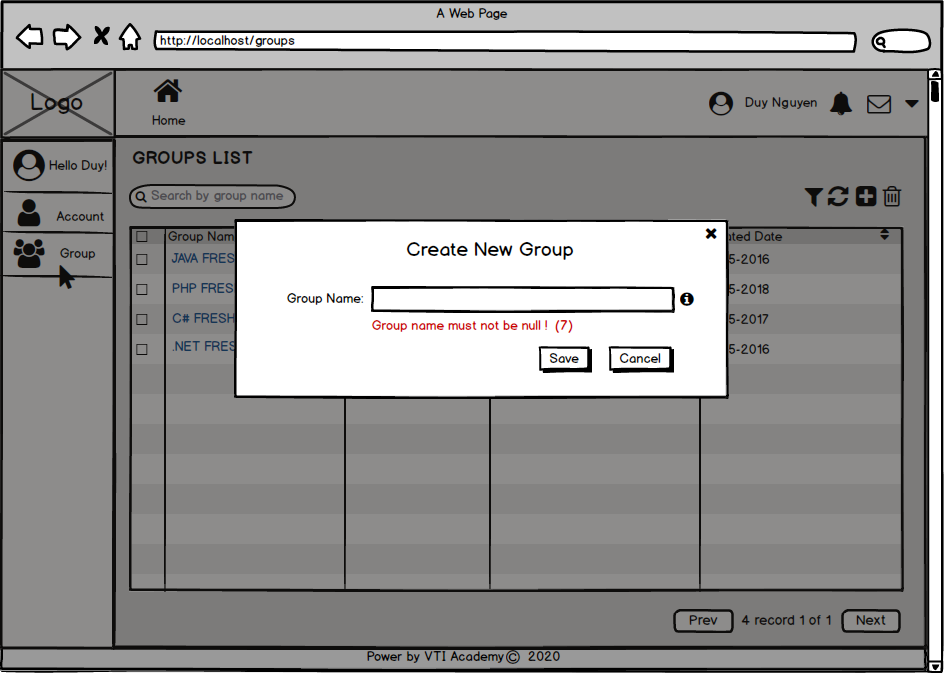 A Web Page
http://localhost/groups
Logo
Home
Duy Nguyen
Hello Duy!
Account
Group
GROUPS LIST
Search by group name
Group Nam
ated Date
JAVA FRES
5-2016
PHP FRES
5-2018
C# FRESH
5-2017
.NET FRES
5-2016
Create New Group
Group Name:
Group name must not be null ! (7)
Save
Cancel
Prev
4 record 1 of 1
Next
Power by VTI Academy© 2020